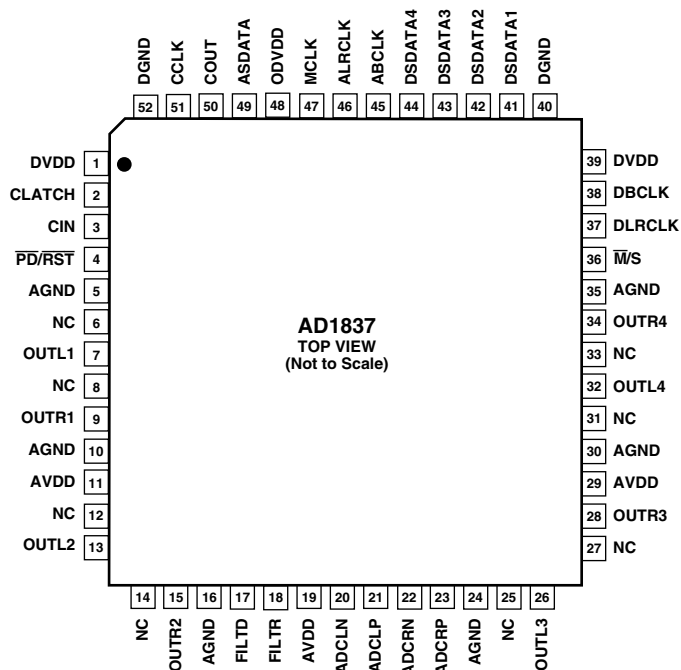 DGND
CCLK
COUT
ASDATA
ODVDD
MCLK
ALRCLK
ABCLK
DSDATA4
DSDATA3
DSDATA2
DSDATA1
DGND
52 51 50 49 48 47 46 45 44 43 42 41 40
DVDD 1
CLATCH 2
CIN 3
PD/RST 4
AGND 5
NC 6
OUTL1 7
NC 8
OUTR1 9
AGND 10
AVDD 11
NC 12
OUTL2 13
AD1837
TOP VIEW
(Not to Scale)
39 DVDD
38 DBCLK
37 DLRCLK
36 M/S
35 AGND
34 OUTR4
33 NC
32 OUTL4
31 NC
30 AGND
29 AVDD
28 OUTR3
27 NC
14 15 16 17 18 19 20 21 22 23 24 25 26
NC
OUTR2
AGND
FILTD
FILTR
AVDD
ADCLN
ADCLP
ADCRN
ADCRP
AGND
NC
OUTL3